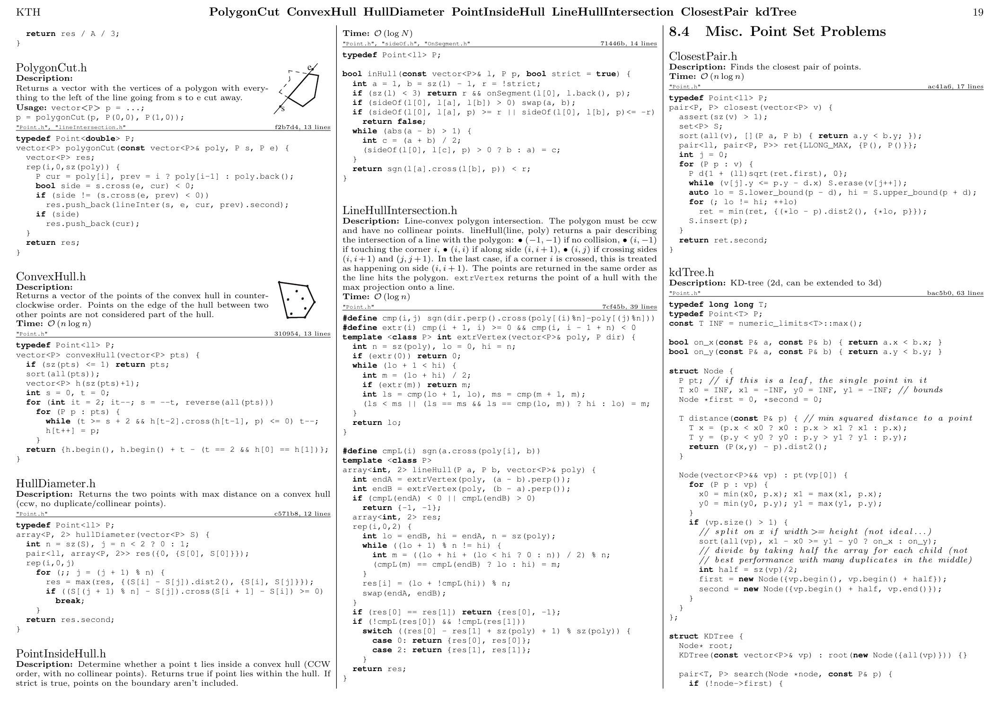 KTH
PolygonCut ConvexHull HullDiameter PointInsideHull LineHullIntersection ClosestPair kdTree
19
return res / A / 3;
}
PolygonCut.h
Description:
Returns a vector with the vertices of a polygon with every-
thing to the left of the line going from s to e cut away.
Usage: vector<P> p = ...;
p = polygonCut(p, P(0,0), P(1,0));
e
s
"Point.h", "lineIntersection.h"
f2b7d4, 13 lines
typedef Point<double> P;
vector<P> polygonCut(const vector<P>& poly, P s, P e) {
  vector<P> res;
  rep(i,0,sz(poly)) {
    P cur = poly[i], prev = i ? poly[i-1] : poly.back();
    bool side = s.cross(e, cur) < 0;
    if (side != (s.cross(e, prev) < 0))
      res.push_back(lineInter(s, e, cur, prev).second);
    if (side)
      res.push_back(cur);
  }
  return res;
}
ConvexHull.h
Description:
Returns a vector of the points of the convex hull in counter-
clockwise order. Points on the edge of the hull between two
other points are not considered part of the hull.
Time: O (n log n)
"Point.h"
310954, 13 lines
typedef Point<ll> P;
vector<P> convexHull(vector<P> pts) {
  if (sz(pts) <= 1) return pts;
  sort(all(pts));
  vector<P> h(sz(pts)+1);
  int s = 0, t = 0;
  for (int it = 2; it--; s = --t, reverse(all(pts)))
    for (P p : pts) {
      while (t >= s + 2 && h[t-2].cross(h[t-1], p) <= 0) t--;
      h[t++] = p;
    }
  return {h.begin(), h.begin() + t - (t == 2 && h[0] == h[1])};
}
HullDiameter.h
Description: Returns the two points with max distance on a convex hull
(ccw, no duplicate/collinear points).
"Point.h"
c571b8, 12 lines
typedef Point<ll> P;
array<P, 2> hullDiameter(vector<P> S) {
  int n = sz(S), j = n < 2 ? 0 : 1;
  pair<ll, array<P, 2>> res({0, {S[0], S[0]}});
  rep(i,0,j)
    for (;; j = (j + 1) % n) {
      res = max(res, {(S[i] - S[j]).dist2(), {S[i], S[j]}});
      if ((S[(j + 1) % n] - S[j]).cross(S[i + 1] - S[i]) >= 0)
        break;
    }
  return res.second;
}
PointInsideHull.h
Description: Determine whether a point t lies inside a convex hull (CCW
order, with no collinear points). Returns true if point lies within the hull. If
strict is true, points on the boundary aren't included.
Time: O (log N)
"Point.h", "sideOf.h", "OnSegment.h"
71446b, 14 lines
typedef Point<ll> P;
bool inHull(const vector<P>& l, P p, bool strict = true) {
  int a = 1, b = sz(l) - 1, r = !strict;
  if (sz(l) < 3) return r && onSegment(l[0], l.back(), p);
  if (sideOf(l[0], l[a], l[b]) > 0) swap(a, b);
  if (sideOf(l[0], l[a], p) >= r || sideOf(l[0], l[b], p)<= -r)
    return false;
  while (abs(a - b) > 1) {
    int c = (a + b) / 2;
    (sideOf(l[0], l[c], p) > 0 ? b : a) = c;
  }
  return sgn(l[a].cross(l[b], p)) < r;
}
LineHullIntersection.h
Description: Line-convex polygon intersection. The polygon must be ccw
and have no collinear points. lineHull(line, poly) returns a pair describing
the intersection of a line with the polygon: • (−1, −1) if no collision, • (i, −1)
if touching the corner i, • (i, i) if along side (i, i+1), • (i, j) if crossing sides
(i, i+1) and (j, j+1). In the last case, if a corner i is crossed, this is treated
as happening on side (i, i+1). The points are returned in the same order as
the line hits the polygon. extrVertex returns the point of a hull with the
max projection onto a line.
Time: O (log n)
"Point.h"
7cf45b, 39 lines
#define cmp(i,j) sgn(dir.perp().cross(poly[(i)%n]-poly[(j)%n]))
#define extr(i) cmp(i + 1, i) >= 0 && cmp(i, i - 1 + n) < 0
template <class P> int extrVertex(vector<P>& poly, P dir) {
  int n = sz(poly), lo = 0, hi = n;
  if (extr(0)) return 0;
  while (lo + 1 < hi) {
    int m = (lo + hi) / 2;
    if (extr(m)) return m;
    int ls = cmp(lo + 1, lo), ms = cmp(m + 1, m);
    (ls < ms || (ls == ms && ls == cmp(lo, m)) ? hi : lo) = m;
  }
  return lo;
}
#define cmpL(i) sgn(a.cross(poly[i], b))
template <class P>
array<int, 2> lineHull(P a, P b, vector<P>& poly) {
  int endA = extrVertex(poly, (a - b).perp());
  int endB = extrVertex(poly, (b - a).perp());
  if (cmpL(endA) < 0 || cmpL(endB) > 0)
    return {-1, -1};
  array<int, 2> res;
  rep(i,0,2) {
    int lo = endB, hi = endA, n = sz(poly);
    while ((lo + 1) % n != hi) {
      int m = ((lo + hi + (lo < hi ? 0 : n)) / 2) % n;
      (cmpL(m) == cmpL(endB) ? lo : hi) = m;
    }
    res[i] = (lo + !cmpL(hi)) % n;
    swap(endA, endB);
  }
  if (res[0] == res[1]) return {res[0], -1};
  if (!cmpL(res[0]) && !cmpL(res[1]))
    switch ((res[0] - res[1] + sz(poly) + 1) % sz(poly)) {
      case 0: return {res[0], res[0]};
      case 2: return {res[1], res[1]};
    }
  return res;
}
8.4 Misc. Point Set Problems
ClosestPair.h
Description: Finds the closest pair of points.
Time: O (n log n)
"Point.h"
ac41a6, 17 lines
typedef Point<ll> P;
pair<P, P> closest(vector<P> v) {
  assert(sz(v) > 1);
  set<P> S;
  sort(all(v), [](P a, P b) { return a.y < b.y; });
  pair<ll, pair<P, P>> ret{LLONG_MAX, {P(), P()}};
  int j = 0;
  for (P p : v) {
    P d{1 + (ll)sqrt(ret.first), 0};
    while (v[j].y <= p.y - d.x) S.erase(v[j++]);
    auto lo = S.lower_bound(p - d), hi = S.upper_bound(p + d);
    for (; lo != hi; ++lo)
      ret = min(ret, {(*lo - p).dist2(), {*lo, p}});
    S.insert(p);
  }
  return ret.second;
}
kdTree.h
Description: KD-tree (2d, can be extended to 3d)
"Point.h"
bac5b0, 63 lines
typedef long long T;
typedef Point<T> P;
const T INF = numeric_limits<T>::max();
bool on_x(const P& a, const P& b) { return a.x < b.x; }
bool on_y(const P& a, const P& b) { return a.y < b.y; }
struct Node {
  P pt; // if this is a leaf, the single point in it
  T x0 = INF, x1 = -INF, y0 = INF, y1 = -INF; // bounds
  Node *first = 0, *second = 0;
  T distance(const P& p) { // min squared distance to a point
    T x = (p.x < x0 ? x0 : p.x > x1 ? x1 : p.x);
    T y = (p.y < y0 ? y0 : p.y > y1 ? y1 : p.y);
    return (P(x,y) - p).dist2();
  }
  Node(vector<P>&& vp) : pt(vp[0]) {
    for (P p : vp) {
      x0 = min(x0, p.x); x1 = max(x1, p.x);
      y0 = min(y0, p.y); y1 = max(y1, p.y);
    }
    if (vp.size() > 1) {
      // split on x if width >= height (not ideal...)
      sort(all(vp), x1 - x0 >= y1 - y0 ? on_x : on_y);
      // divide by taking half the array for each child (not
      // best performance with many duplicates in the middle)
      int half = sz(vp)/2;
      first = new Node({vp.begin(), vp.begin() + half});
      second = new Node({vp.begin() + half, vp.end()});
    }
  }
};
struct KDTree {
  Node* root;
  KDTree(const vector<P>& vp) : root(new Node({all(vp)})) {}
  pair<T, P> search(Node *node, const P& p) {
    if (!node->first) {